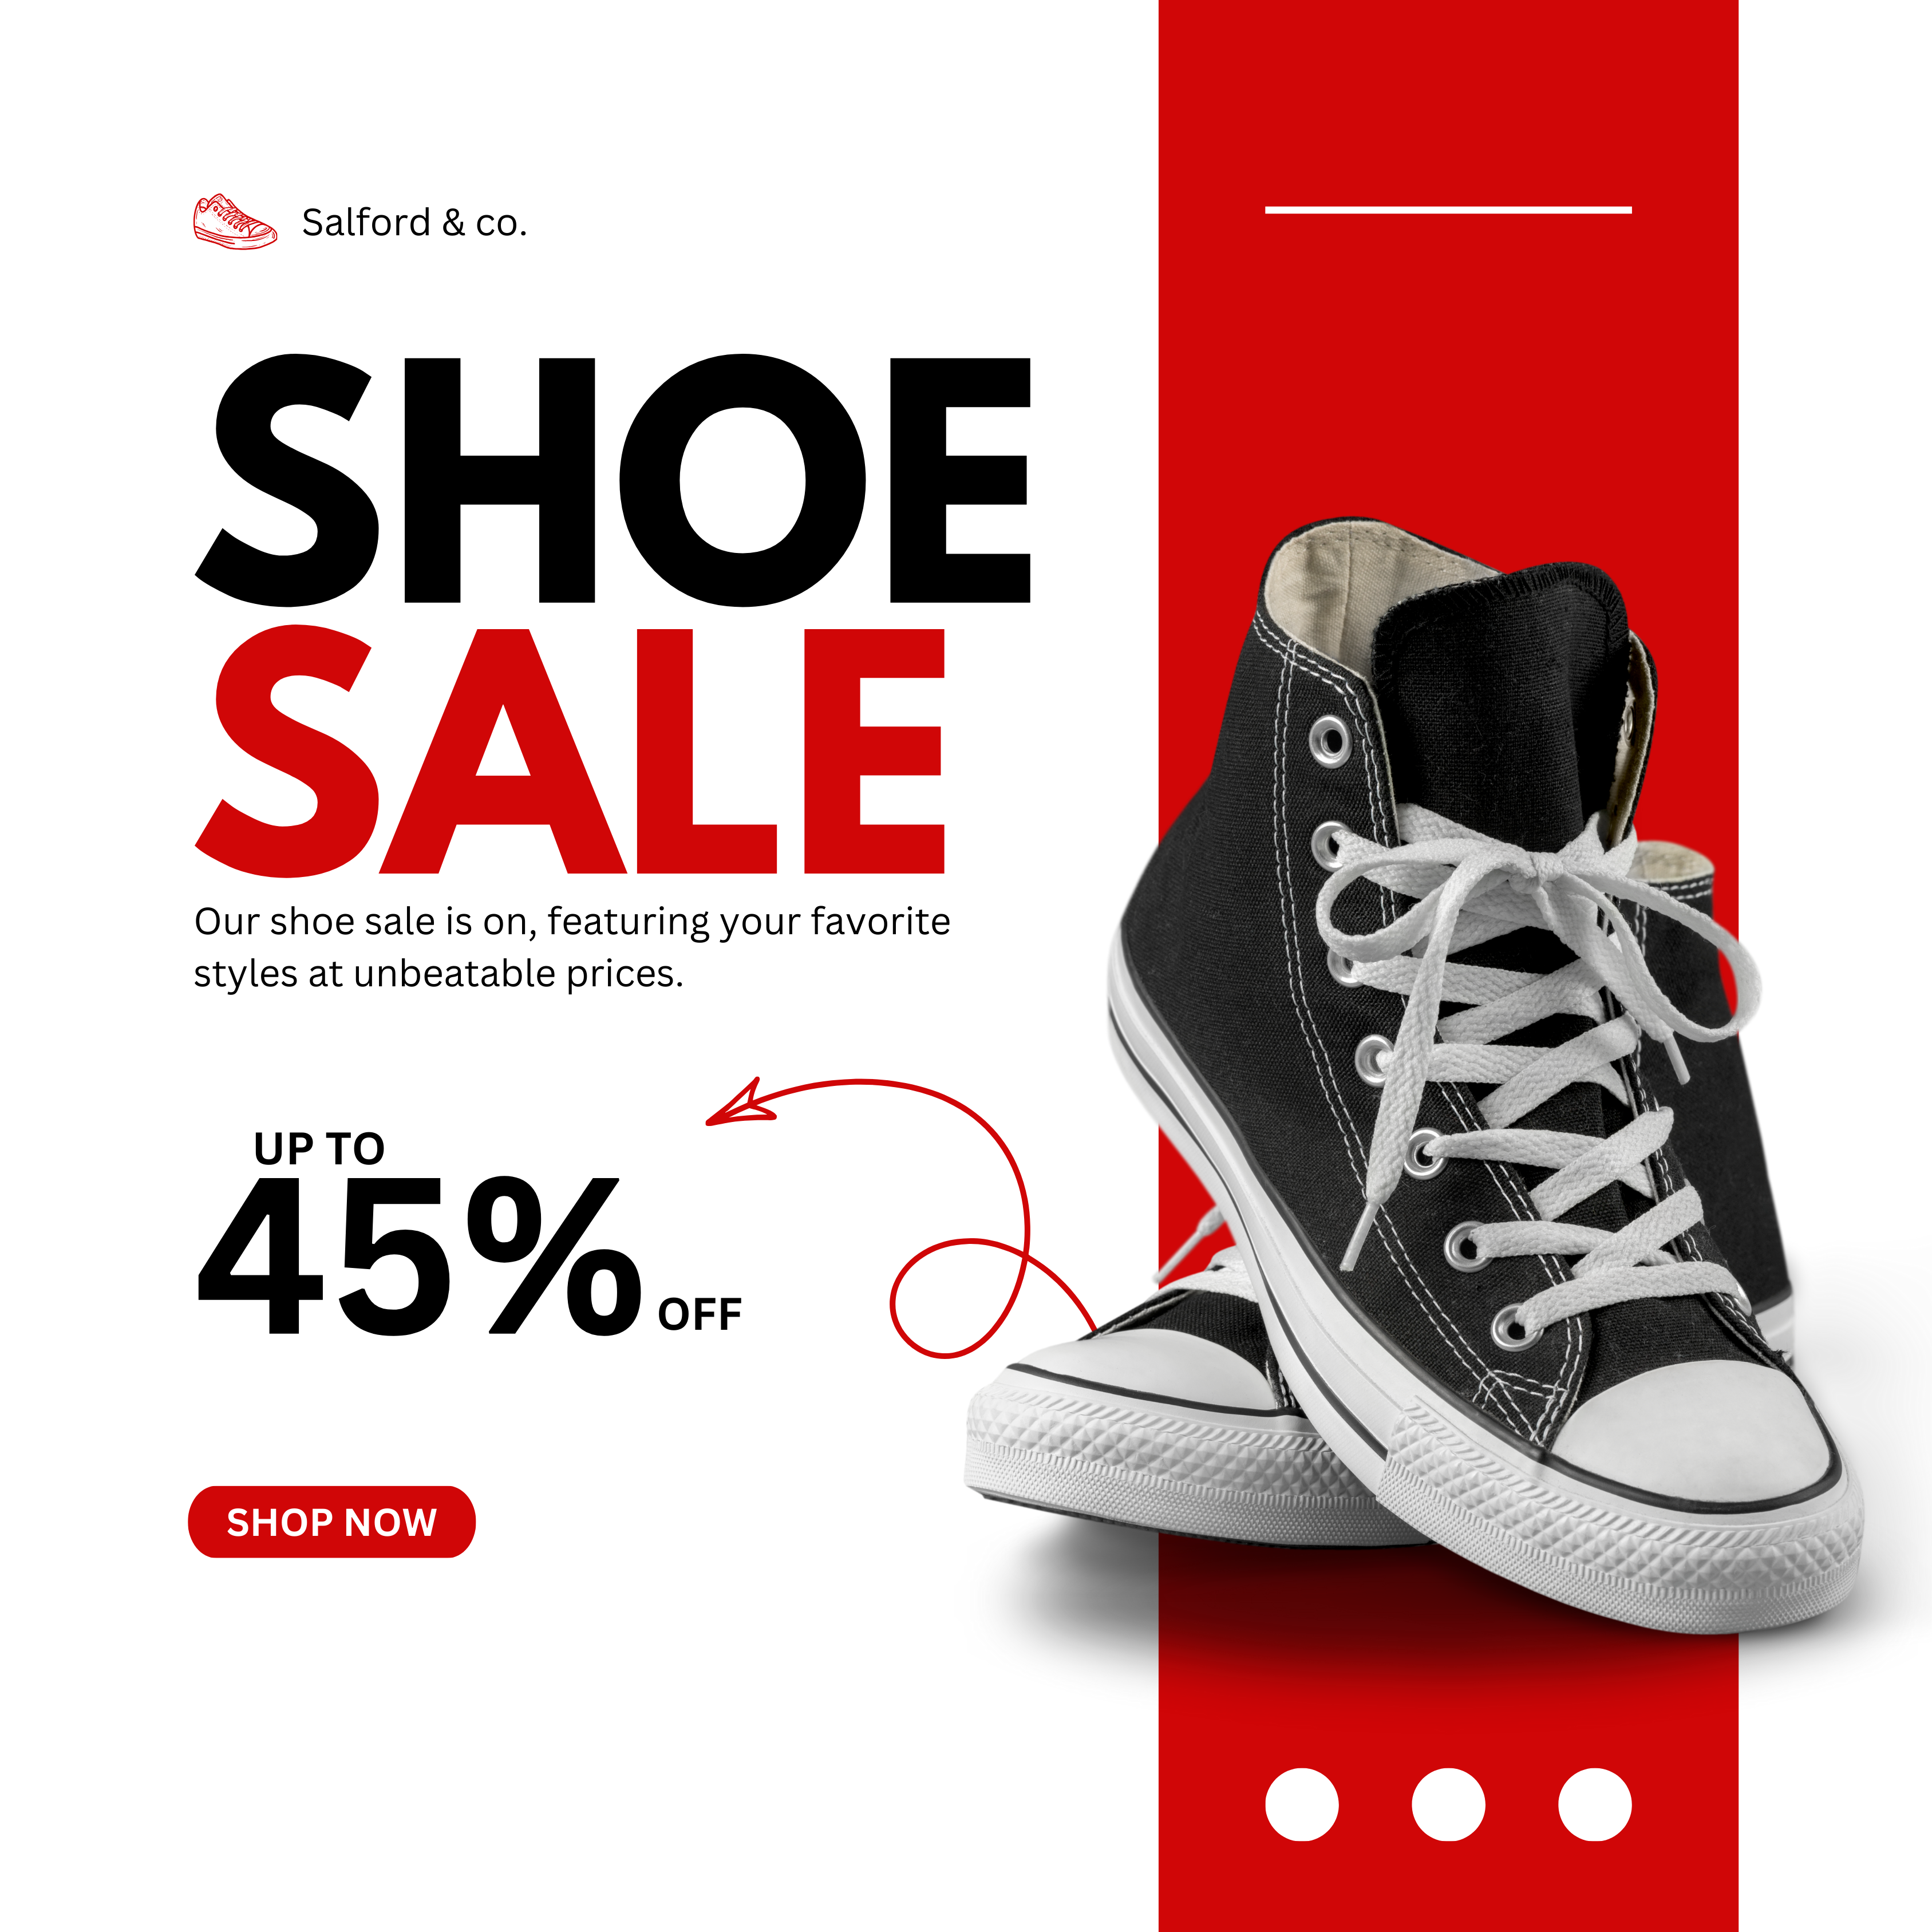 Salford & co.
SHOE
SALE
Our shoe sale is on, featuring your favorite
styles at unbeatable prices.
UP TO
45% OFF
SHOP NOW